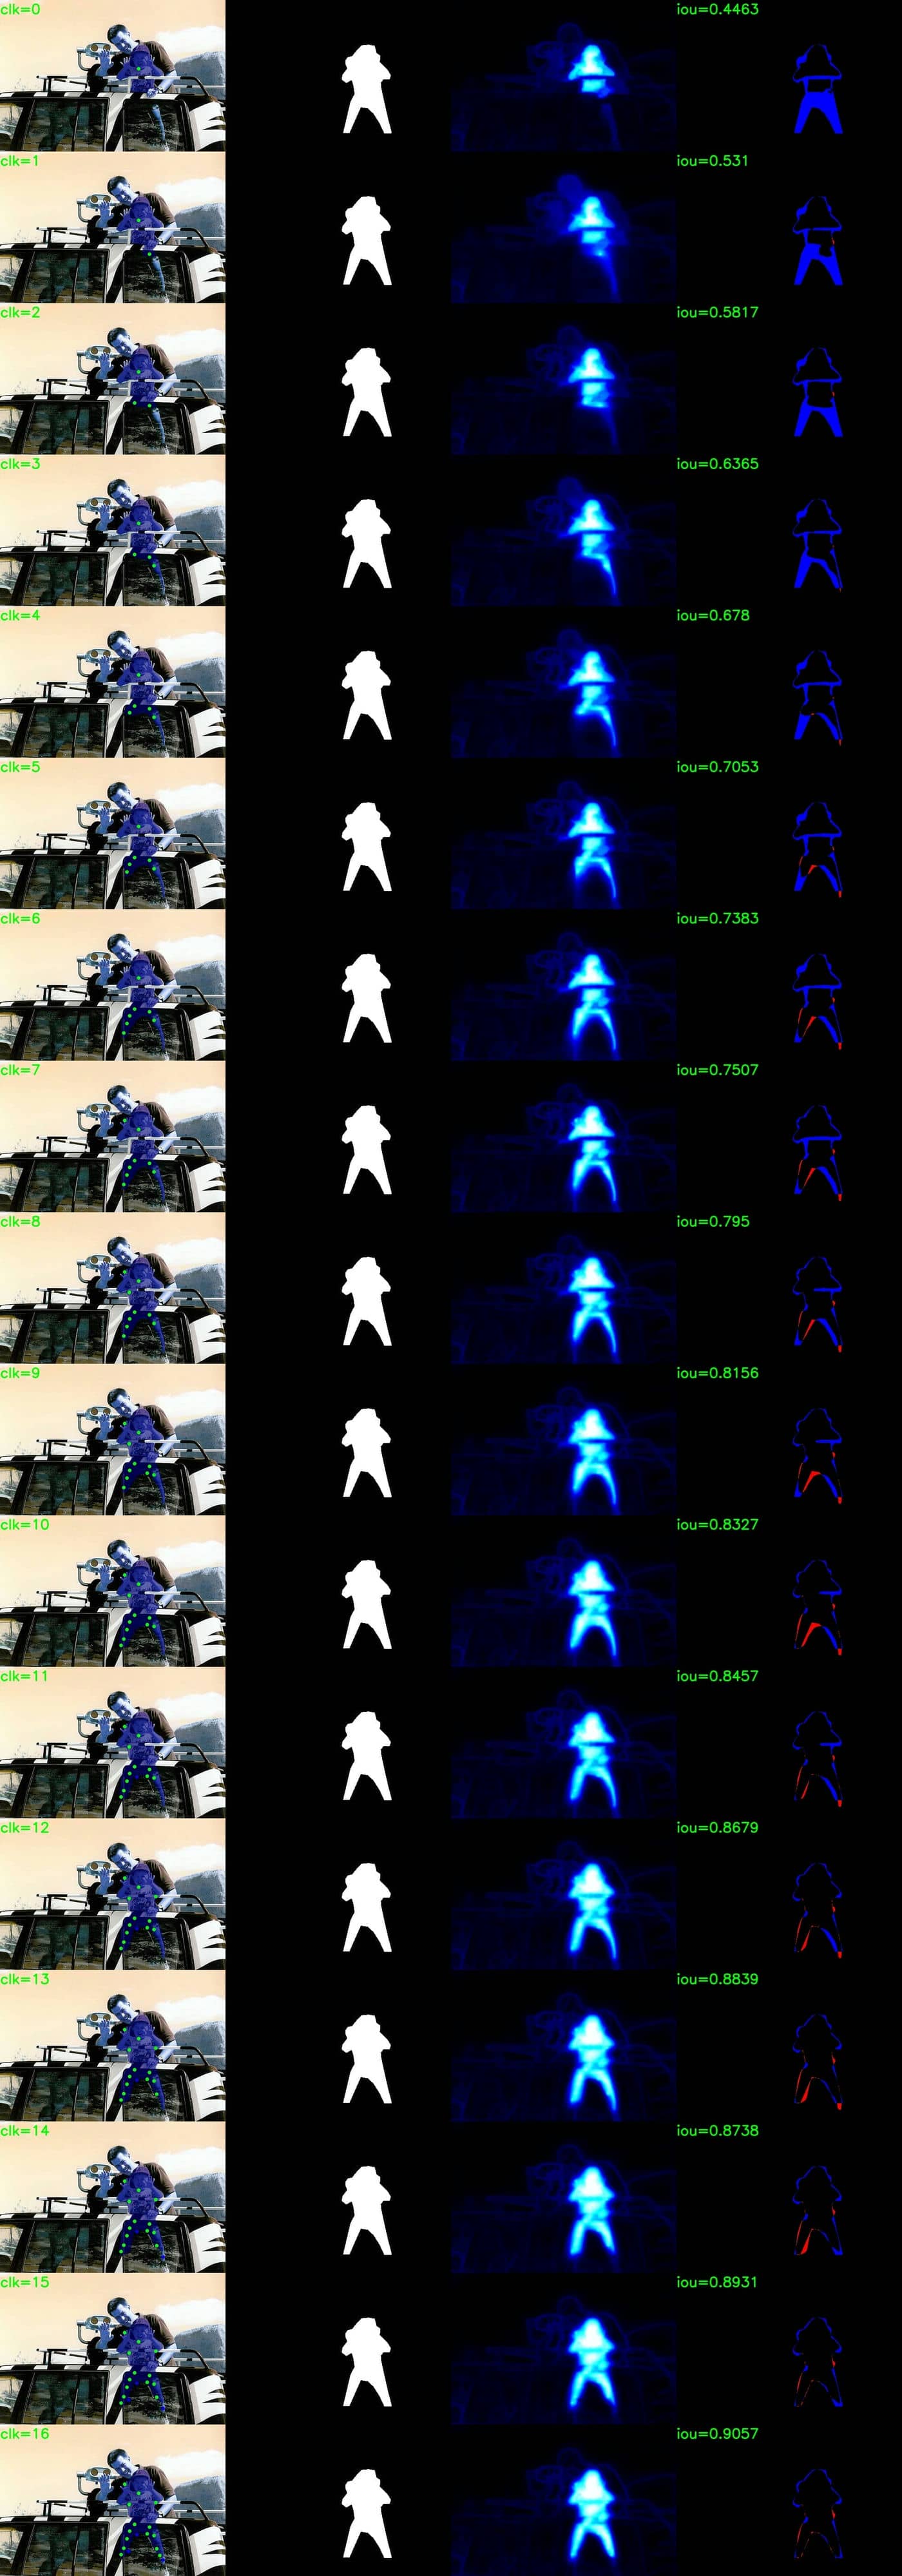 clk=0 iou=0.4463
clk=1 iou=0.531
clk=2 iou=0.5817
clk=3 iou=0.6365
clk=4 iou=0.678
clk=5 iou=0.7053
clk=6 iou=0.7383
clk=7 iou=0.7507
clk=8 iou=0.795
clk=9 iou=0.8156
clk=10 iou=0.8327
clk=11 iou=0.8457
clk=12 iou=0.8679
clk=13 iou=0.8839
clk=14 iou=0.8738
clk=15 iou=0.8931
clk=16 iou=0.9057